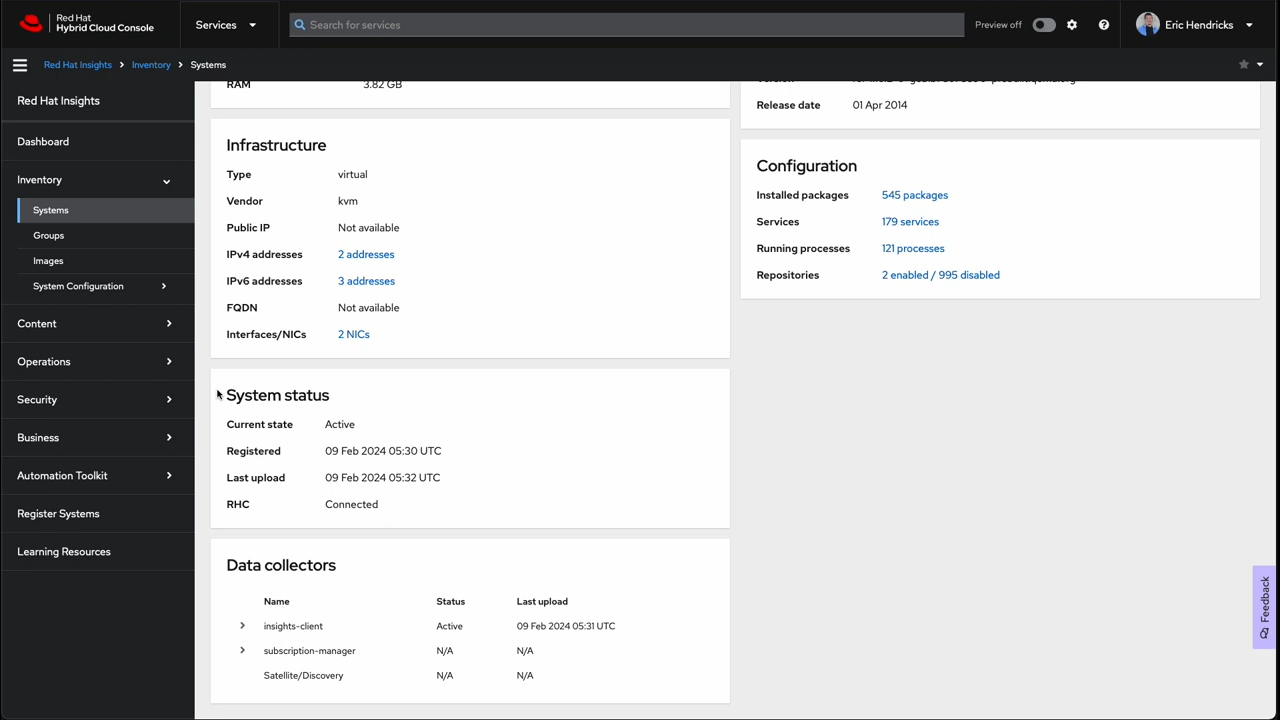 Red Hat
Hybrid Cloud Console
Services
Search for services
Preview off
Eric Hendricks
Red Hat Insights > Inventory > Systems
Red Hat Insights
Dashboard
Inventory
Systems
Groups
Images
System Configuration
Content
Operations
Security
Business
Automation Toolkit
Register Systems
Learning Resources
RAM 3.82 GB
Infrastructure
Type virtual
Vendor kvm
Public IP Not available
IPv4 addresses 2 addresses
IPv6 addresses 3 addresses
FQDN Not available
Interfaces/NICs 2 NICs
System status
Current state Active
Registered 09 Feb 2024 05:30 UTC
Last upload 09 Feb 2024 05:32 UTC
RHC Connected
Data collectors
Name Status Last upload
insights-client Active 09 Feb 2024 05:31 UTC
subscription-manager N/A N/A
Satellite/Discovery N/A N/A
Release date 01 Apr 2014
Configuration
Installed packages 545 packages
Services 179 services
Running processes 121 processes
Repositories 2 enabled / 995 disabled
Feedback